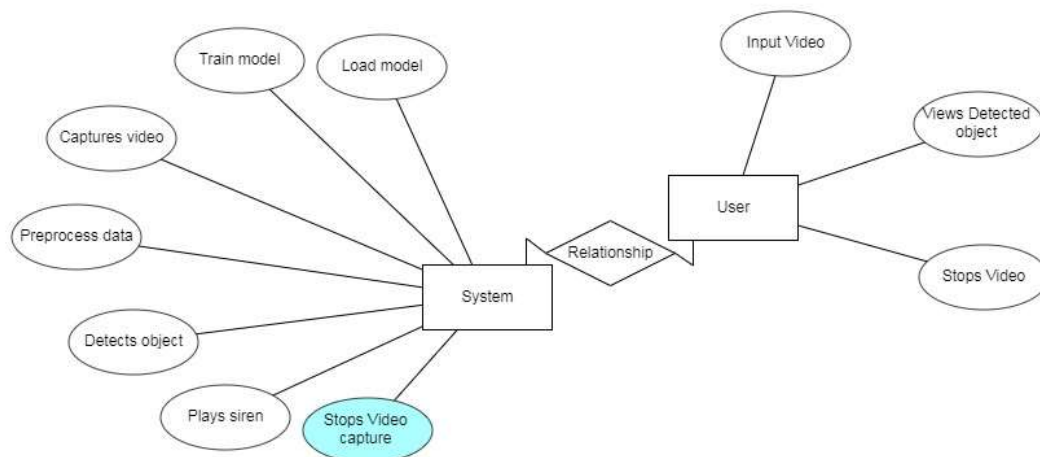 Input Video
Train model
Load model
Views Detected
object
Captures video
User
Preprocess data
Relationship
Stops Video
System
Detects object
Plays siren
Stops Video
capture